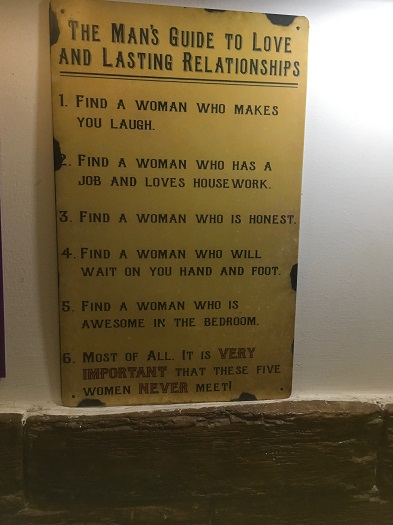 The Man's Guide to Love
and Lasting Relationships
1. Find a woman who makes
you laugh.
2. Find a woman who has a
job and loves housework.
3. Find a woman who is honest.
4. Find a woman who will
wait on you hand and foot.
5. Find a woman who is
awesome in the bedroom.
6. Most of All. It is VERY
IMPORTANT that these five
women NEVER meet!